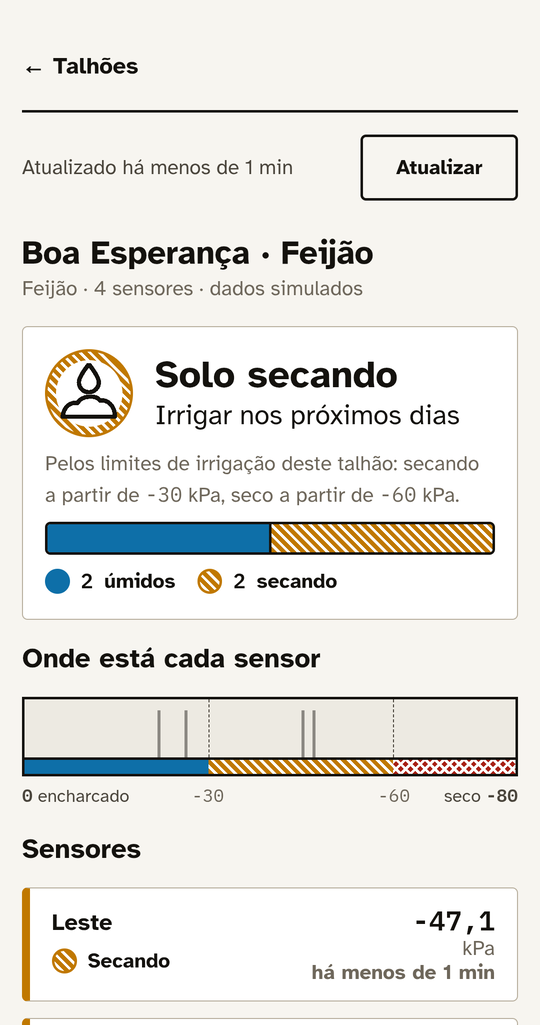 ← Talhões
Atualizado há menos de 1 min
Atualizar
Boa Esperança · Feijão
Feijão · 4 sensores · dados simulados
Solo secando
Irrigar nos próximos dias
Pelos limites de irrigação deste talhão: secando
a partir de -30 kPa, seco a partir de -60 kPa.
2 úmidos 2 secando
Onde está cada sensor
0 encharcado -30 -60 seco -80
Sensores
Leste
-47,1
kPa
Secando
há menos de 1 min